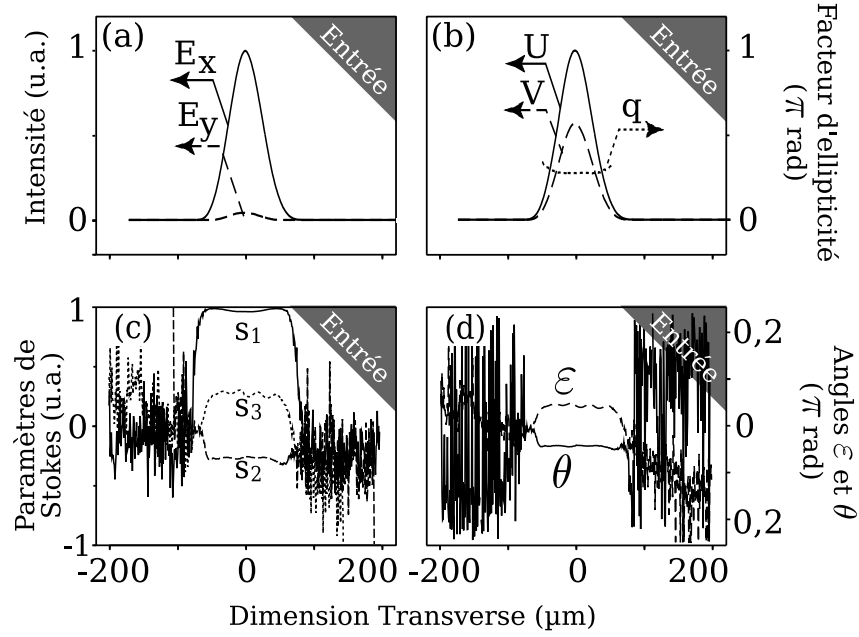 (a)
Entrée
Ex
Ey
1
0
Intensité (u.a.)
(b)
Entrée
U
V
q
1
0
Facteur d'ellipticité
(π rad)
(c)
Entrée
s1
s3
s2
1
0
-1
Paramètres de
Stokes (u.a.)
-200
0
200
(d)
Entrée
ε
θ
0,2
0
0,2
Angles ε et θ
(π rad)
-200
0
200
Dimension Transverse (µm)